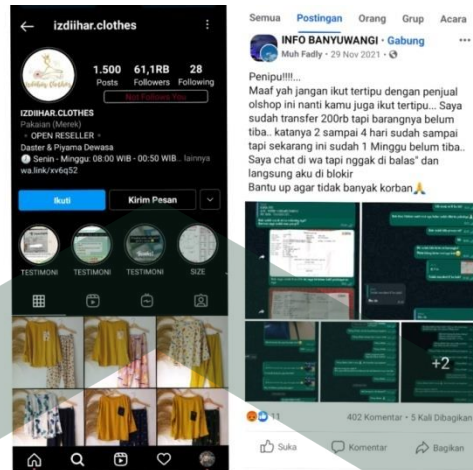 izdiihar.clothes
1.500
61,1RB
28
Posts
Followers
Following
Not Follows You
IZDIIHAR.CLOTHES
Pakaian (Merek)
OPEN RESELLER
Daster & Piyama Dewasa
Senin - Minggu: 08:00 WIB - 00:50 WIB... lainnya
wa.link/xv6q52
Ikuti
Kirim Pesan
TESTIMONI
TESTIMONI
TESTIMONI
SIZE
Semua
Postingan
Orang
Grup
Acara
INFO BANYUWANGI · Gabung
Muh Fadly · 29 Nov 2021 ·
Penipu!!!!...
Maaf yah jangan ikut tertipu dengan penjual
olshop ini nanti kamu juga ikut tertipu... Saya
sudah transfer 200rb tapi barangnya belum
tiba.. katanya 2 sampai 4 hari sudah sampai
tapi sekarang ini sudah 1 Minggu belum tiba..
Saya chat di wa tapi nggak di balas" dan
langsung aku di blokir
Bantu up agar tidak banyak korban
+2
11
402 Komentar · 5 Kali Dibagikan
Suka
Komentar
Bagikan